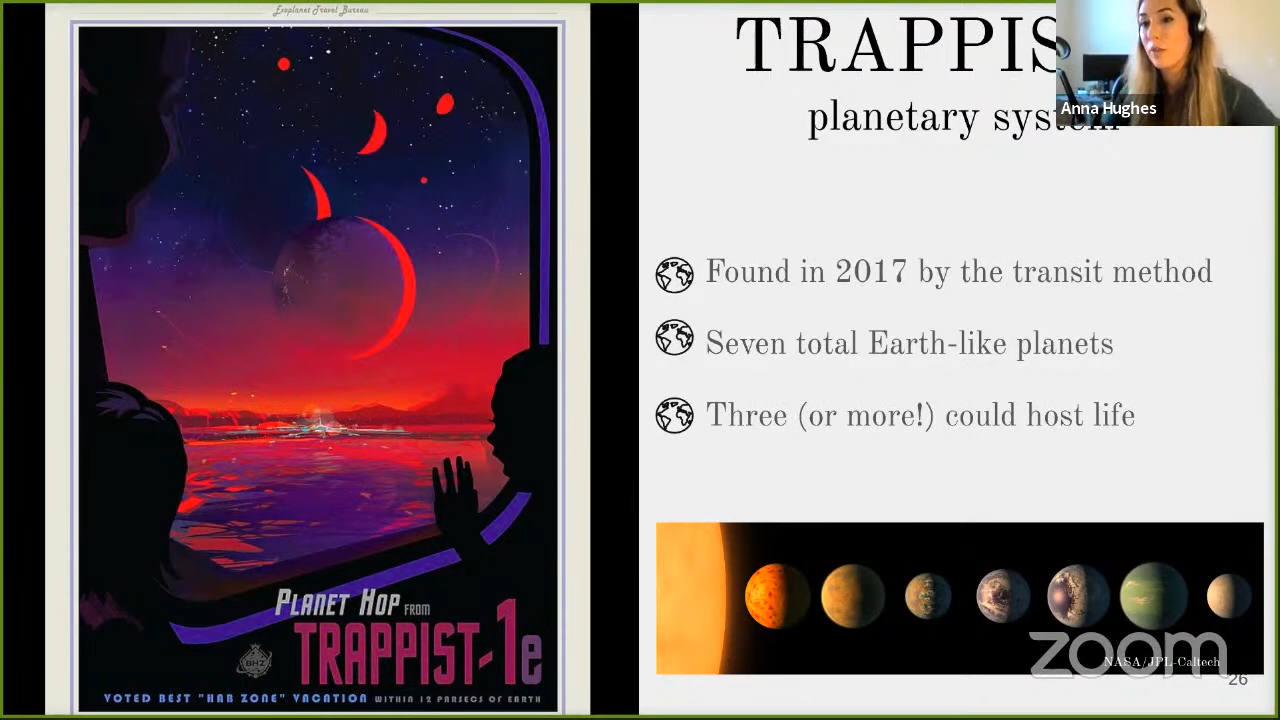 Exoplanet Travel Bureau
PLANET HOP FROM
TRAPPIST-1e
BHZ
VOTED BEST "HAB ZONE" VACATION WITHIN 12 PARSECS OF EARTH
TRAPPIS
planetary system
Anna Hughes
Found in 2017 by the transit method
Seven total Earth-like planets
Three (or more!) could host life
zoom
NASA/JPL-Caltech
26